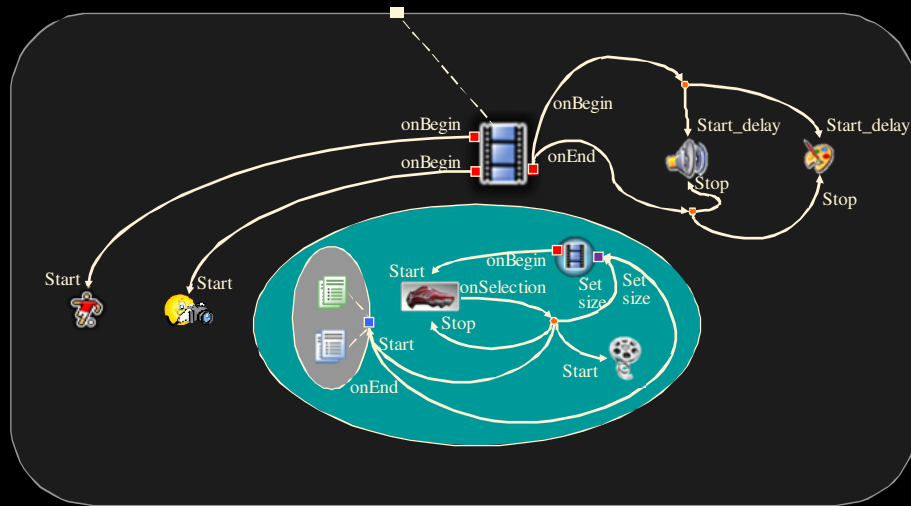 onBegin
onBegin
Start_delay
Start_delay
onBegin
onEnd
Stop
Stop
onBegin
Start
Start
Start
onSelection
Set
size
Set
size
Stop
Start
Start
onEnd